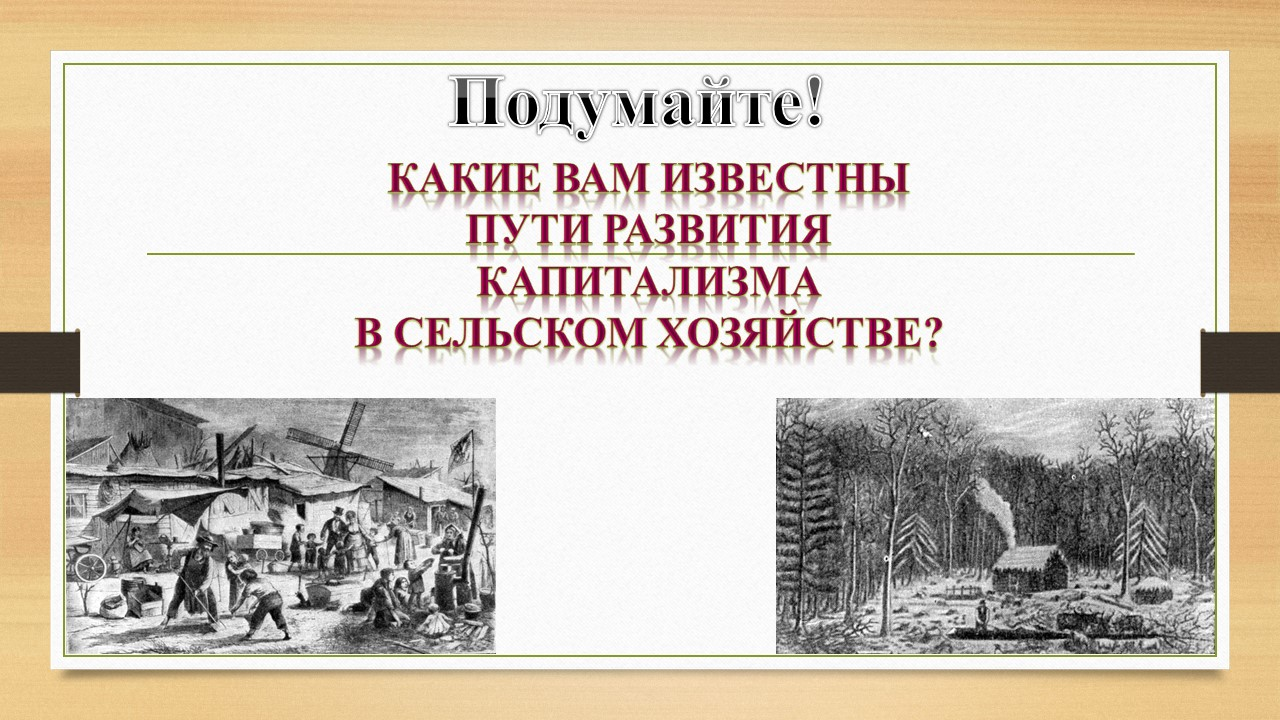 Подумайте!
КАКИЕ ВАМ ИЗВЕСТНЫ
ПУТИ РАЗВИТИЯ
КАПИТАЛИЗМА
В СЕЛЬСКОМ ХОЗЯЙСТВЕ?